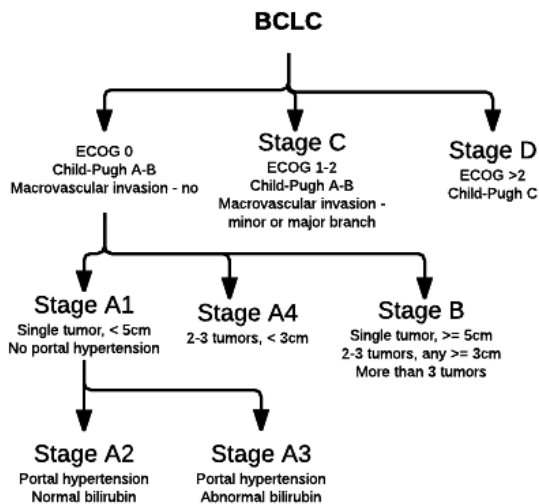 BCLC
ECOG 0
Child-Pugh A-B
Macrovascular invasion - no
Stage C
ECOG 1-2
Child-Pugh A-B
Macrovascular invasion -
minor or major branch
Stage D
ECOG >2
Child-Pugh C
Stage A1
Single tumor, < 5cm
No portal hypertension
Stage A4
2-3 tumors, < 3cm
Stage B
Single tumor, >= 5cm
2-3 tumors, any >= 3cm
More than 3 tumors
Stage A2
Portal hypertension
Normal bilirubin
Stage A3
Portal hypertension
Abnormal bilirubin